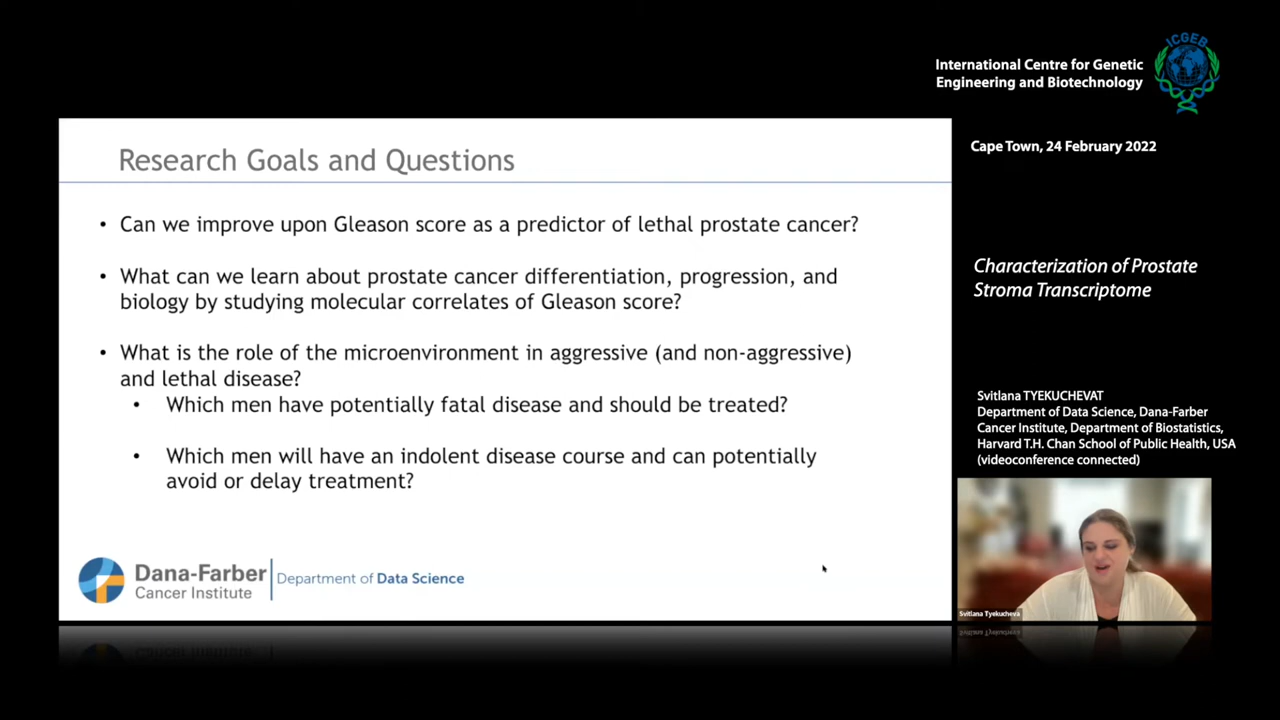 ICGEB
International Centre for Genetic
Engineering and Biotechnology
Cape Town, 24 February 2022
Research Goals and Questions
• Can we improve upon Gleason score as a predictor of lethal prostate cancer?
• What can we learn about prostate cancer differentiation, progression, and
biology by studying molecular correlates of Gleason score?
• What is the role of the microenvironment in aggressive (and non-aggressive)
and lethal disease?
• Which men have potentially fatal disease and should be treated?
• Which men will have an indolent disease course and can potentially
avoid or delay treatment?
Dana-Farber
Cancer Institute
Department of Data Science
Characterization of Prostate
Stroma Transcriptome
Svitlana TYEKUCHEVAT
Department of Data Science, Dana-Farber
Cancer Institute, Department of Biostatistics,
Harvard T.H. Chan School of Public Health, USA
(videoconference connected)
Svitlana Tyekucheva